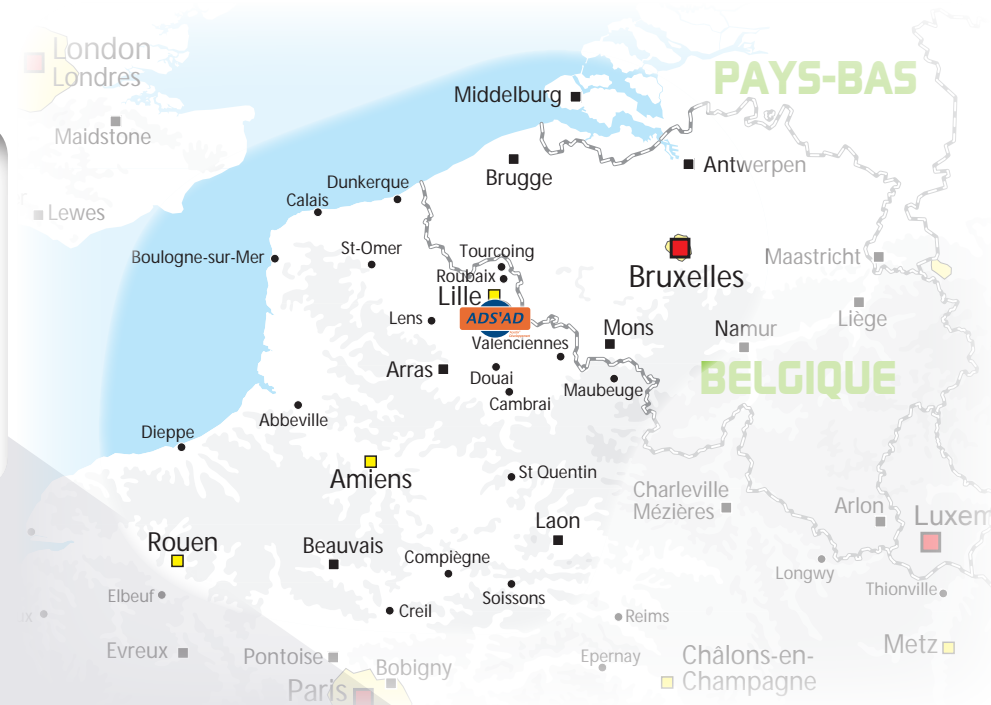 London
Londres
PAYS-BAS
Middelburg
Maidstone
Antwerpen
Brugge
Dunkerque
Calais
Lewes
St-Omer
Tourcoing
Boulogne-sur-Mer
Maastricht
Roubaix
Bruxelles
Lille
ADS'AD
Lens
Mons
Namur
Liège
Valenciennes
Arras
Douai
BELGIQUE
Maubeuge
Cambrai
Abbeville
Dieppe
St Quentin
Amiens
Charleville
Mézières
Arlon
Laon
Luxem
Rouen
Beauvais
Compiègne
Longwy
Thionville
Elbeuf
Soissons
Creil
Reims
ux
Evreux
Pontoise
Bobigny
Epernay
Châlons-en-
Champagne
Metz
Paris